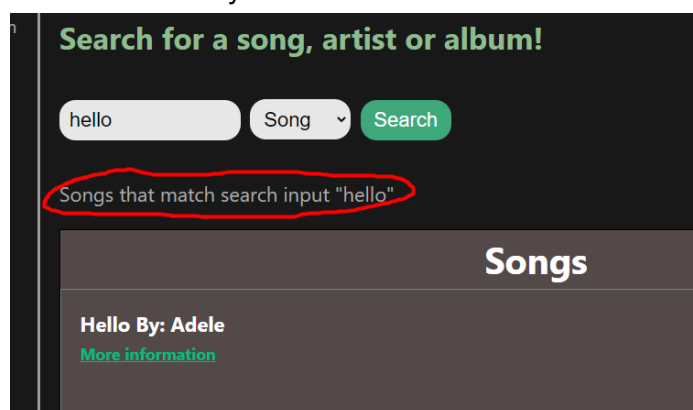 Search for a song, artist or album!
hello Song Search
Songs that match search input "hello"
Songs
Hello By: Adele
More information